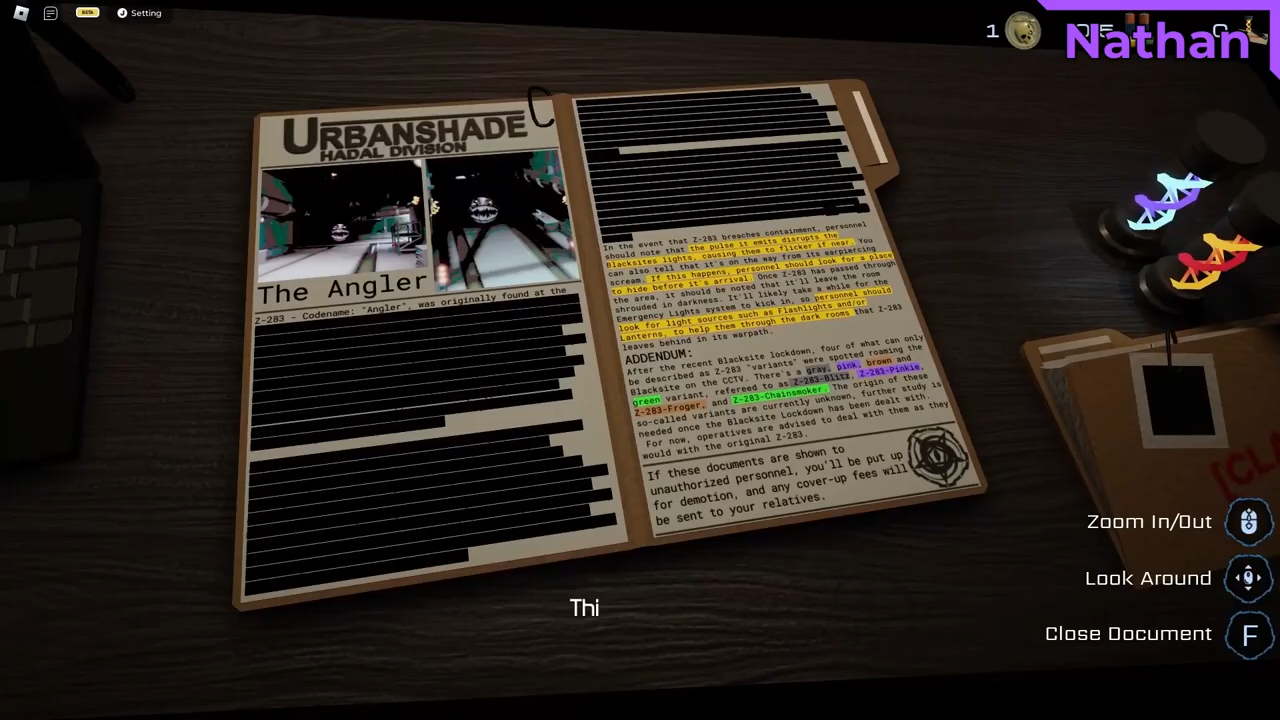 BETA
Setting
1
Nathan
URBANSHADE
HADAL DIVISION
The Angler
Z-283 - Codename: "Angler", was originally found at the
In the event that Z-283 breaches containment, personnel
should note that the pulse it emits disrupts the
Blacksites lights, causing them to flicker if near. You
can also tell that it's on the way from its earpiercing
scream. If this happens, personnel should look for a place
to hide before it's arrival. Once Z-283 has passed through
the area, it should be noted that it'll leave the room
shrouded in darkness. It'll likely take a while for the
Emergency Lights system to kick in, so personnel should
look for light sources such as Flashlights and/or
Lanterns, to help them through the dark rooms that Z-283
leaves behind in its warpath.
ADDENDUM:
After the recent Blacksite lockdown, four of what can only
be described as Z-283 "variants" were spotted roaming the
Blacksite on the CCTV. There's a gray, pink, brown and
green variant, refereed to as Z-283-Blitz, Z-283-Pinkie,
Z-283-Froger, and Z-283-Chainsmoker. The origin of these
so-called variants are currently unknown, further study is
needed once the Blacksite Lockdown has been dealt with.
For now, operatives are advised to deal with them as they
would with the original Z-283.
If these documents are shown to
unauthorized personnel, you'll be put up
for demotion, and any cover-up fees will
be sent to your relatives.
[CLA
Zoom In/Out
Look Around
Close Document
F
Thi